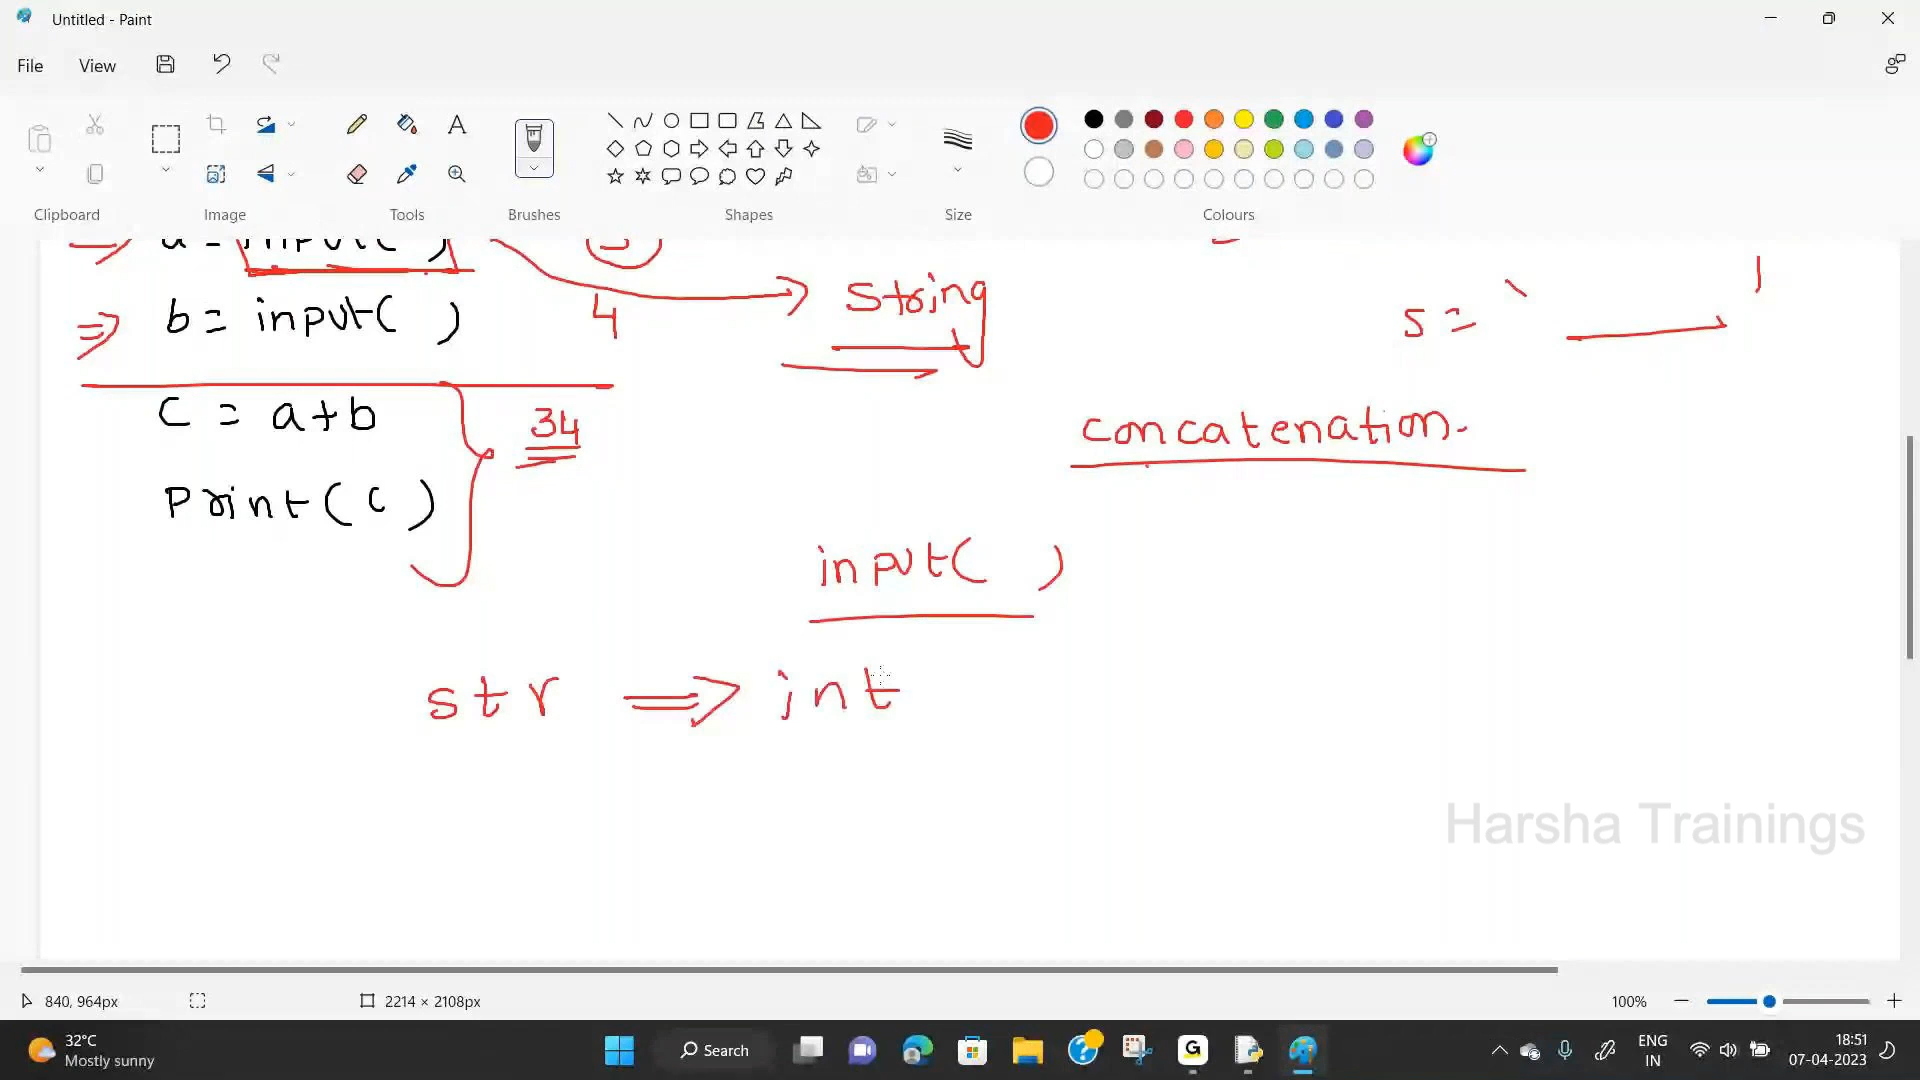 Untitled - Paint
File View
Clipboard Image Tools Brushes Shapes Size Colours
⇒ a = input( ) 3
String
⇒ b = input( ) 4
s = '
c = a+b
34
concatenation.
Print(c)
input( )
str ⇒ int
Harsha Trainings
840, 964px 2214 × 2108px 100%
32°C
Mostly sunny
Search
ENG
IN
18:51
07-04-2023